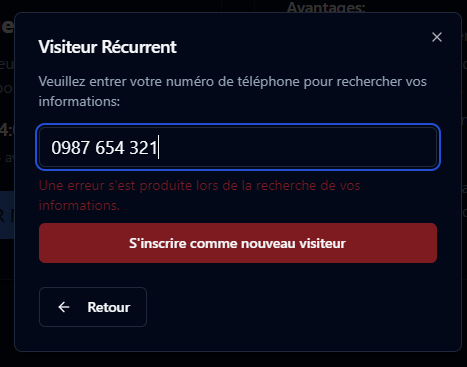 Avantages:
Visiteur Récurrent
Veuillez entrer votre numéro de téléphone pour rechercher vos
informations:
0987 654 321
Une erreur s'est produite lors de la recherche de vos
informations.
S'inscrire comme nouveau visiteur
← Retour